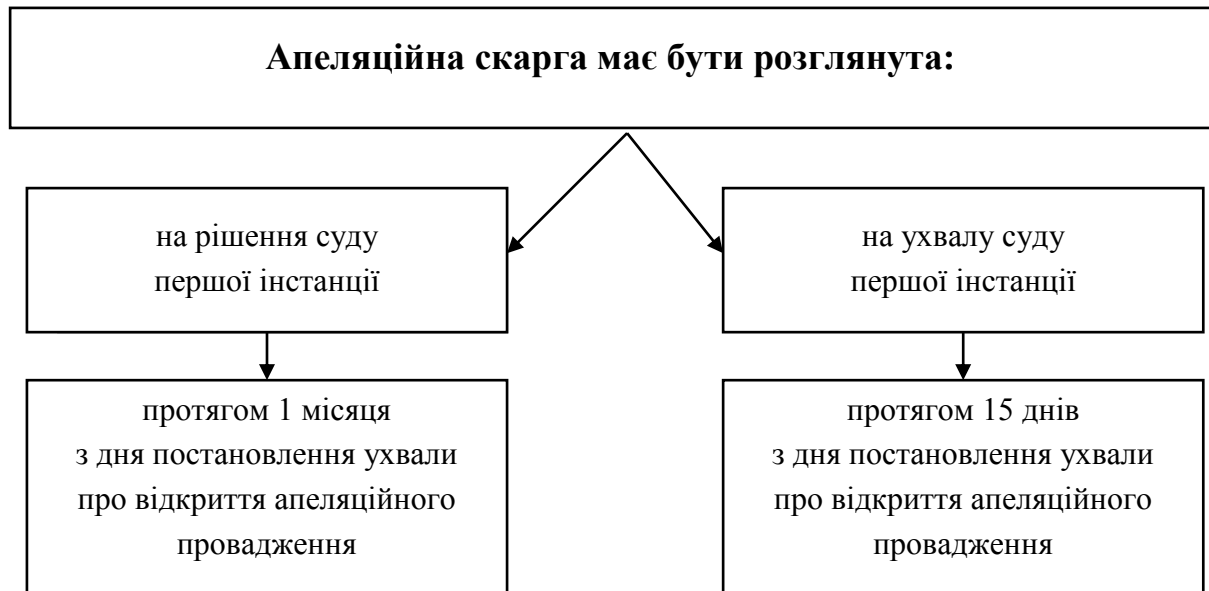 Апеляційна скарга має бути розглянута:
на рішення суду
першої інстанції
на ухвалу суду
першої інстанції
протягом 1 місяця
з дня постановлення ухвали
про відкриття апеляційного
провадження
протягом 15 днів
з дня постановлення ухвали
про відкриття апеляційного
провадження